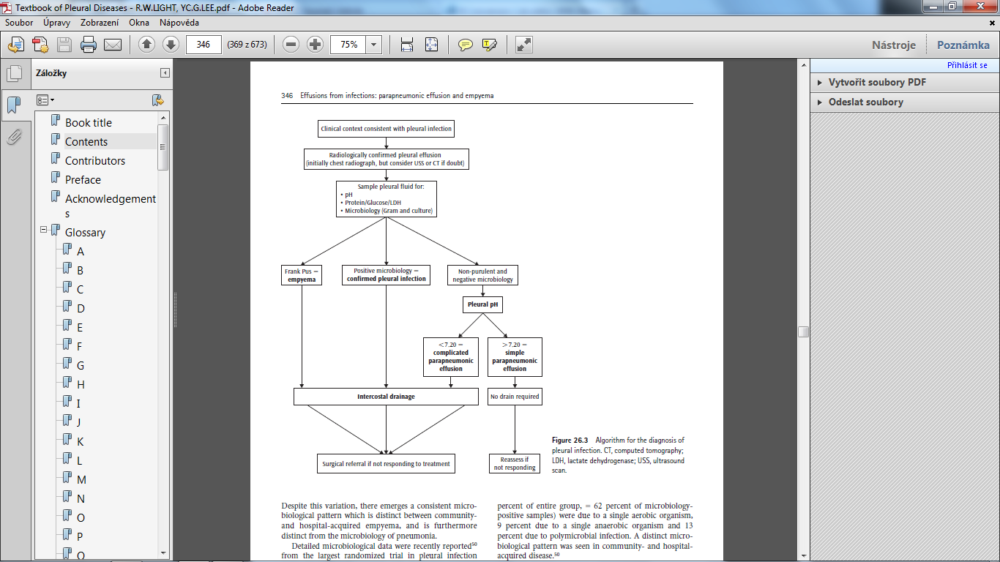 Textbook of Pleural Diseases - R.W.LIGHT, YC.G.LEE.pdf - Adobe Reader
Soubor Úpravy Zobrazení Okna Nápověda
346 (369 z 673) 75% Nástroje Poznámka
Přihlásit se
Záložky
Vytvořit soubory PDF
Odeslat soubory
Book title
Contents
Contributors
Preface
Acknowledgement
s
Glossary
A
B
C
D
E
F
G
H
I
J
K
L
M
N
O
P
Q
346 Effusions from infections: parapneumonic effusion and empyema
Clinical context consistent with pleural infection
Radiologically confirmed pleural effusion
(initially chest radiograph, but consider USS or CT if doubt)
Sample pleural fluid for:
• pH
• Protein/Glucose/LDH
• Microbiology (Gram and culture)
Frank Pus =
empyema
Positive microbiology =
confirmed pleural infection
Non-purulent and
negative microbiology
Pleural pH
<7.20 =
complicated
parapneumonic
effusion
>7.20 =
simple
parapneumonic
effusion
Intercostal drainage
No drain required
Surgical referral if not responding to treatment
Reassess if
not responding
Figure 26.3 Algorithm for the diagnosis of
pleural infection. CT, computed tomography;
LDH, lactate dehydrogenase; USS, ultrasound
scan.
Despite this variation, there emerges a consistent micro-
biological pattern which is distinct between community-
and hospital-acquired empyema, and is furthermore
distinct from the microbiology of pneumonia.
Detailed microbiological data were recently reported50
from the largest randomized trial in pleural infection
percent of entire group, = 62 percent of microbiology-
positive samples) were due to a single aerobic organism,
9 percent due to a single anaerobic organism and 13
percent due to polymicrobial infection. A distinct micro-
biological pattern was seen in community- and hospital-
acquired disease.50